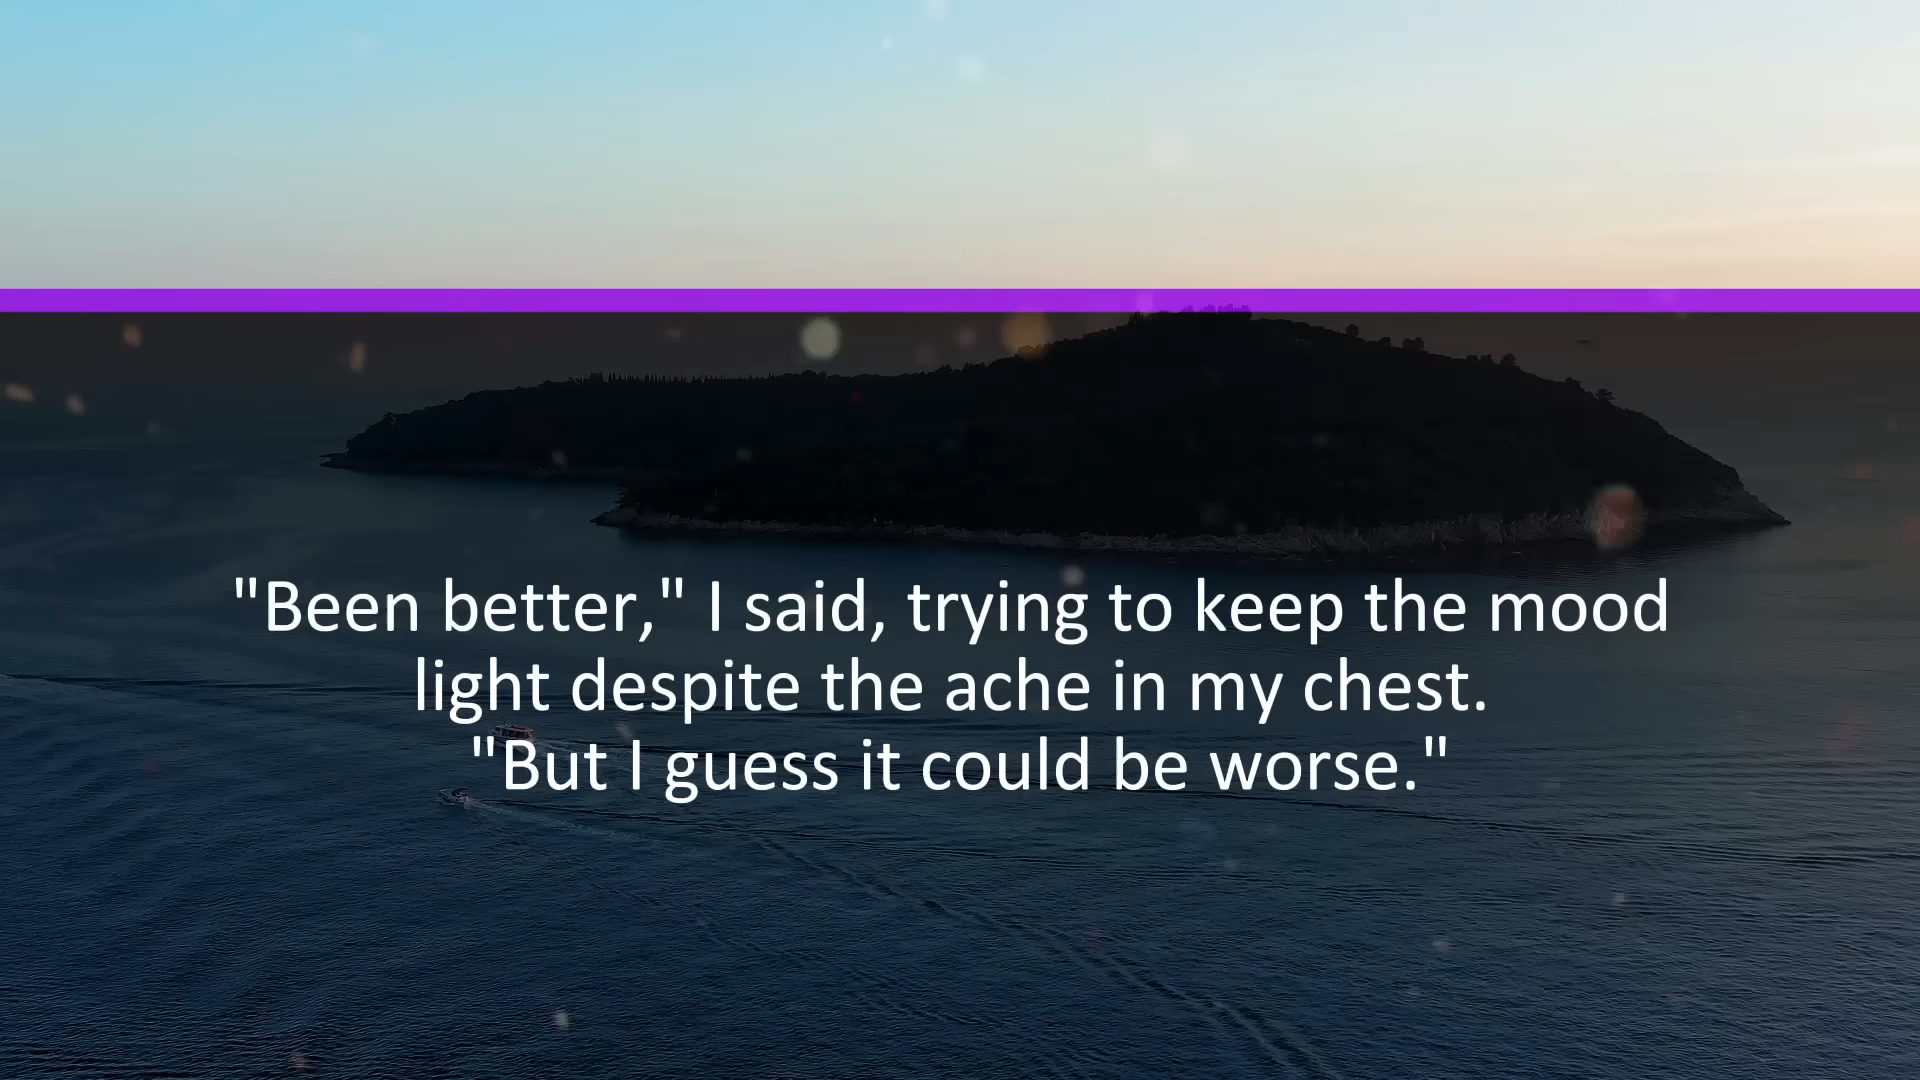 "Been better," I said, trying to keep the mood
light despite the ache in my chest.
"But I guess it could be worse."